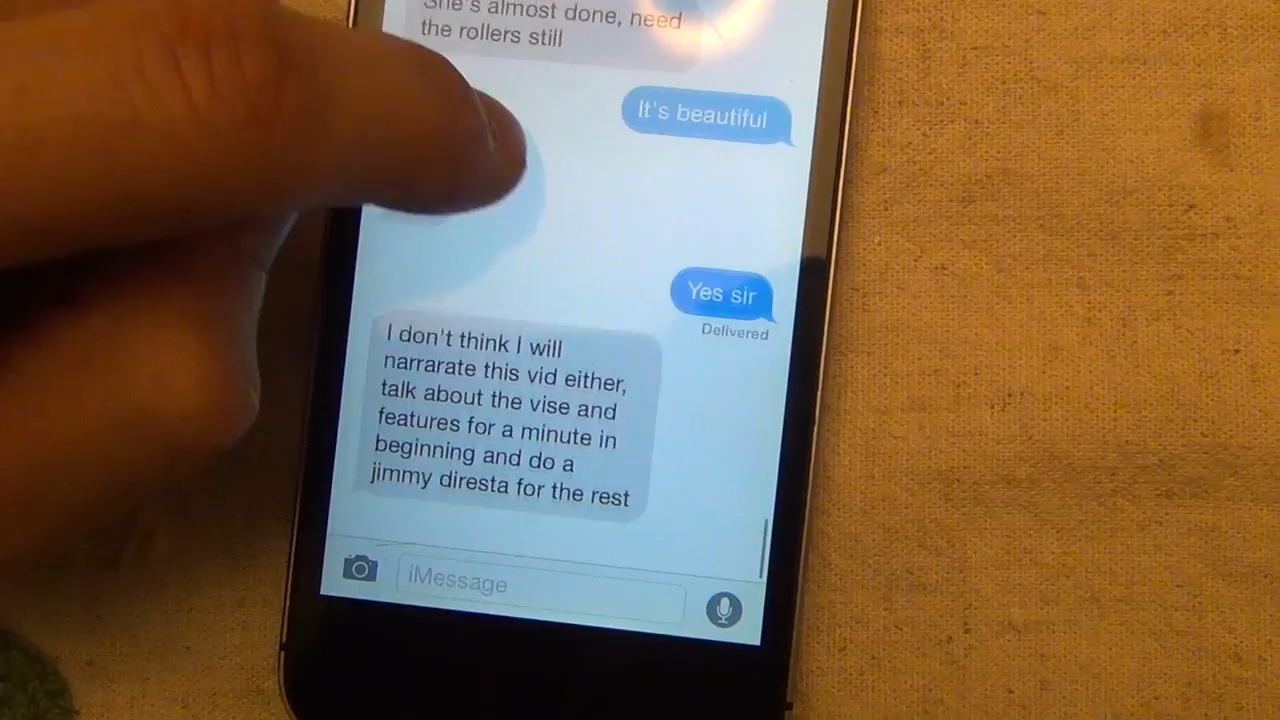 She's almost done, need
the rollers still
It's beautiful
Yes sir
Delivered
I don't think I will
narrarate this vid either,
talk about the vise and
features for a minute in
beginning and do a
jimmy diresta for the rest
iMessage